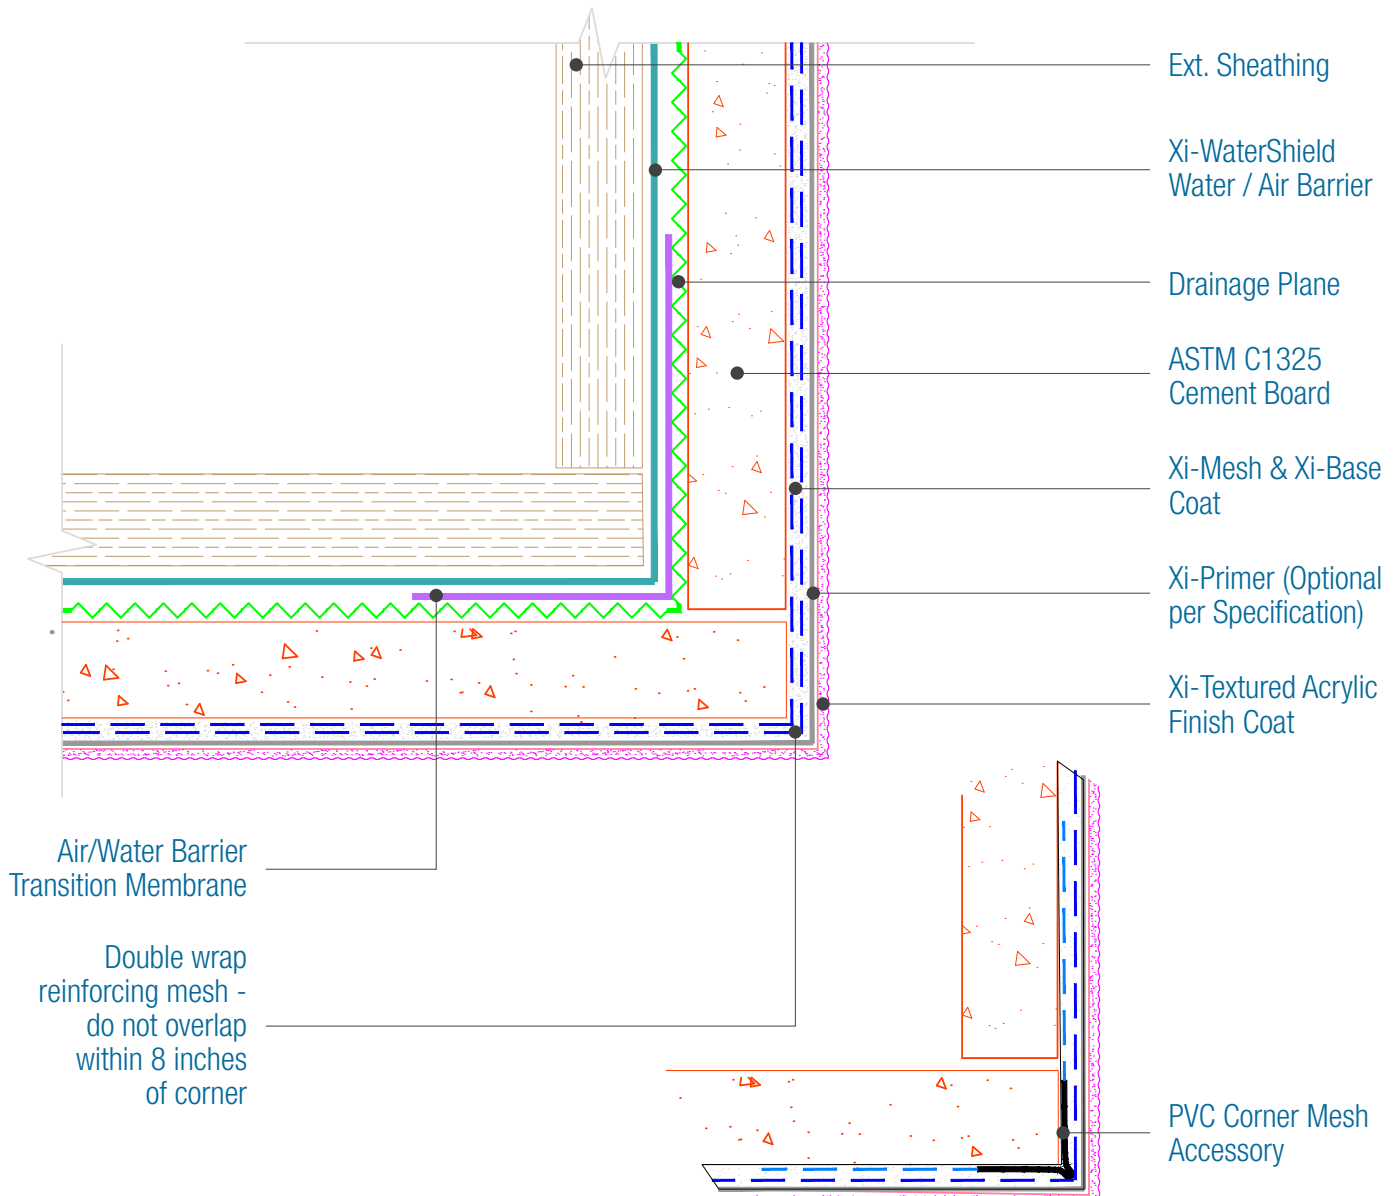 Ext. Sheathing
Xi-WaterShield
Water / Air Barrier
Drainage Plane
ASTM C1325
Cement Board
Xi-Mesh & Xi-Base
Coat
Xi-Primer (Optional
per Specification)
Xi-Textured Acrylic
Finish Coat
Air/Water Barrier
Transition Membrane
Double wrap
reinforcing mesh -
do not overlap
within 8 inches
of corner
PVC Corner Mesh
Accessory